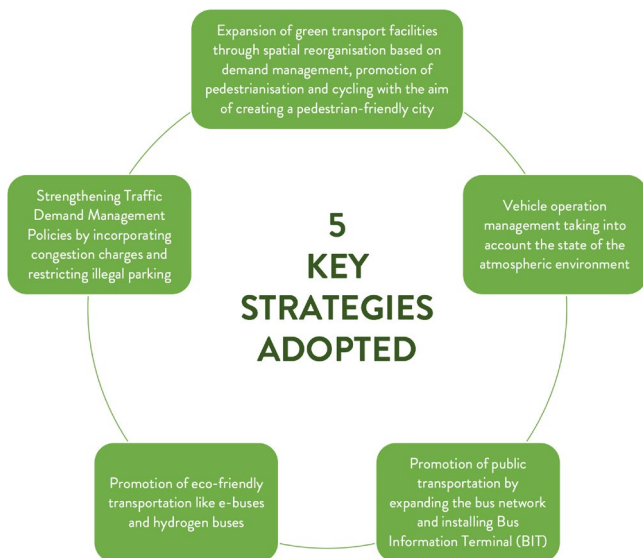 Expansion of green transport facilities
through spatial reorganisation based on
demand management, promotion of
pedestrianisation and cycling with the aim
of creating a pedestrian-friendly city
Strengthening Traffic
Demand Management
Policies by incorporating
congestion charges and
restricting illegal parking
5
KEY
STRATEGIES
ADOPTED
Vehicle operation
management taking into
account the state of the
atmospheric environment
Promotion of eco-friendly
transportation like e-buses
and hydrogen buses
Promotion of public
transportation by
expanding the bus network
and installing Bus
Information Terminal (BIT)